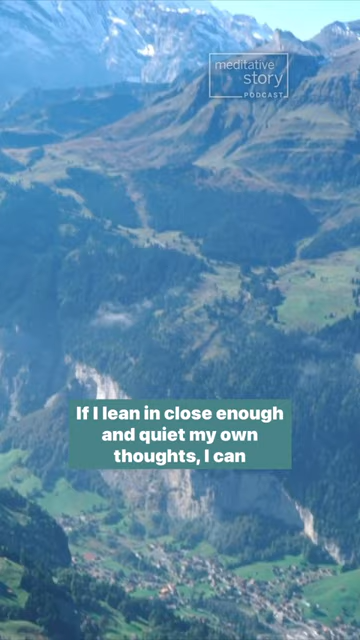 meditative
story
PODCAST
If I lean in close enough
and quiet my own
thoughts, I can